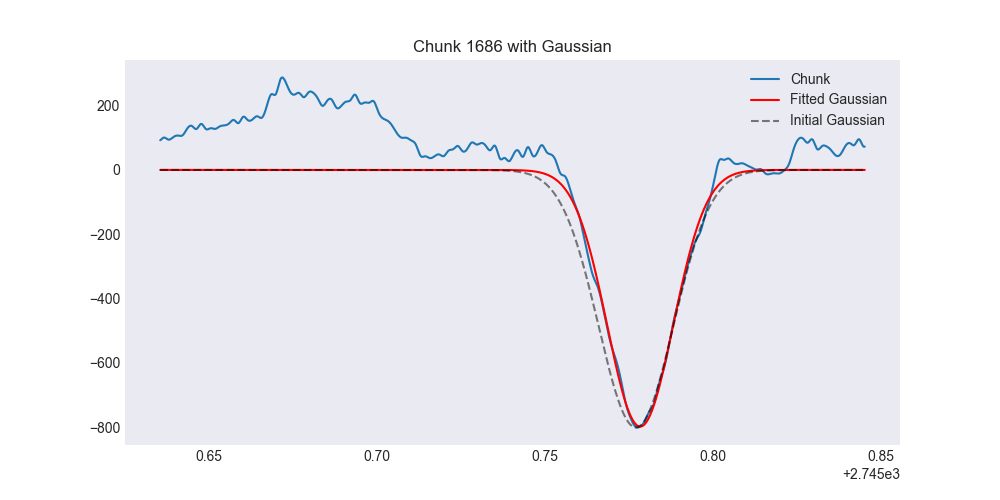 Chunk 1686 with Gaussian
Chunk
Fitted Gaussian
Initial Gaussian
200
0
−200
−400
−600
−800
0.65 0.70 0.75 0.80 0.85
+2.745e3